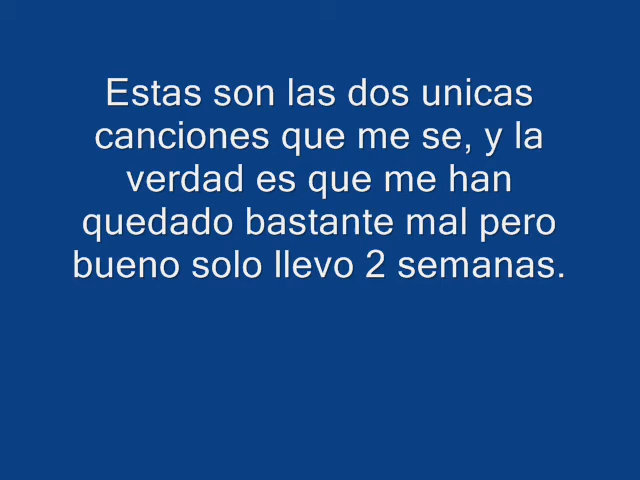 Estas son las dos unicas
canciones que me se, y la
verdad es que me han
quedado bastante mal pero
bueno solo llevo 2 semanas.